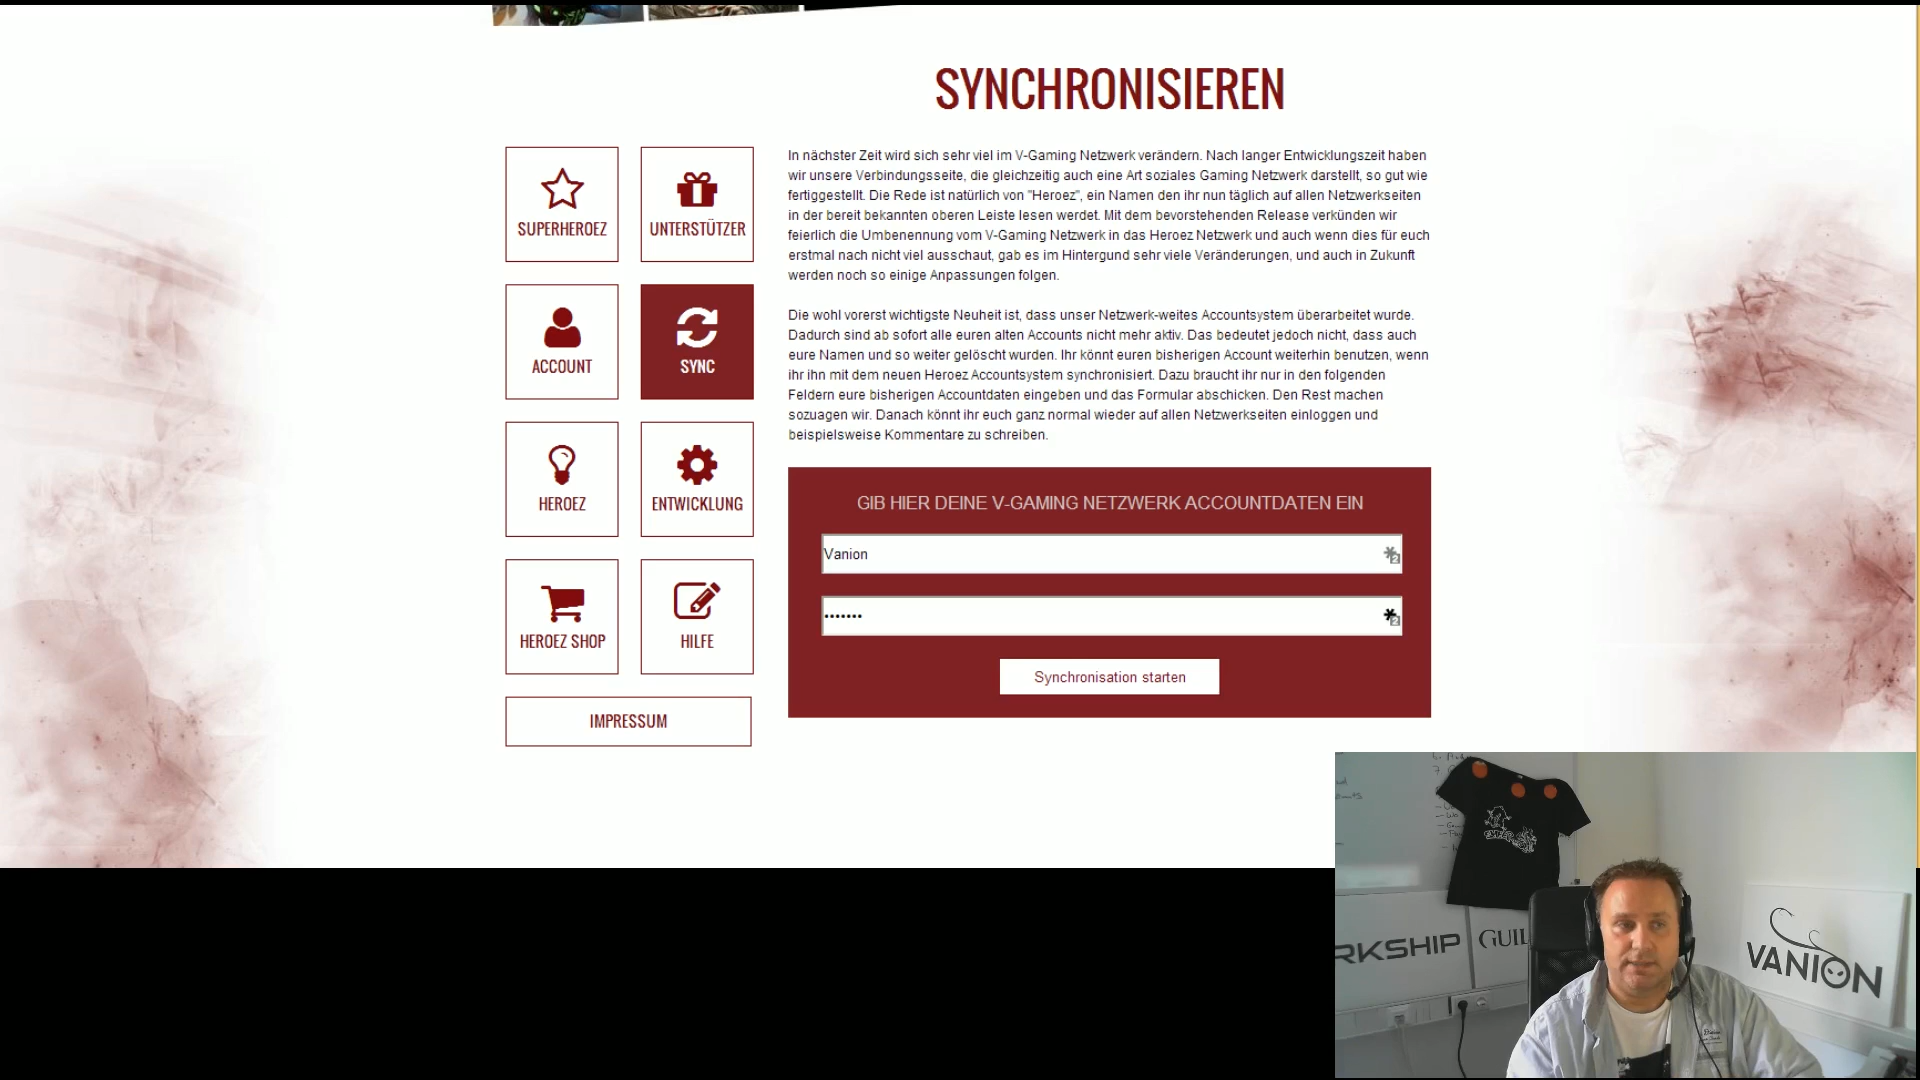 SYNCHRONISIEREN
SUPERHEROEZ
UNTERSTÜTZER
ACCOUNT
SYNC
HEROEZ
ENTWICKLUNG
HEROEZ SHOP
HILFE
IMPRESSUM
In nächster Zeit wird sich sehr viel im V-Gaming Netzwerk verändern. Nach langer Entwicklungszeit haben
wir unsere Verbindungsseite, die gleichzeitig auch eine Art soziales Gaming Netzwerk darstellt, so gut wie
fertiggestellt. Die Rede ist natürlich von "Heroez", ein Namen den ihr nun täglich auf allen Netzwerkseiten
in der bereit bekannten oberen Leiste lesen werdet. Mit dem bevorstehenden Release verkünden wir
feierlich die Umbenennung vom V-Gaming Netzwerk in das Heroez Netzwerk und auch wenn dies für euch
erstmal nach nicht viel ausschaut, gab es im Hintergund sehr viele Veränderungen, und auch in Zukunft
werden noch so einige Anpassungen folgen.
Die wohl vorerst wichtigste Neuheit ist, dass unser Netzwerk-weites Accountsystem überarbeitet wurde.
Dadurch sind ab sofort alle euren alten Accounts nicht mehr aktiv. Das bedeutet jedoch nicht, dass auch
eure Namen und so weiter gelöscht wurden. Ihr könnt euren bisherigen Account weiterhin benutzen, wenn
ihr ihn mit dem neuen Heroez Accountsystem synchronisiert. Dazu braucht ihr nur in den folgenden
Feldern eure bisherigen Accountdaten eingeben und das Formular abschicken. Den Rest machen
sozuagen wir. Danach könnt ihr euch ganz normal wieder auf allen Netzwerkseiten einloggen und
beispielsweise Kommentare zu schreiben.
GIB HIER DEINE V-GAMING NETZWERK ACCOUNTDATEN EIN
Vanion
•••••••
Synchronisation starten
RKSHIP
GUIL
VANION